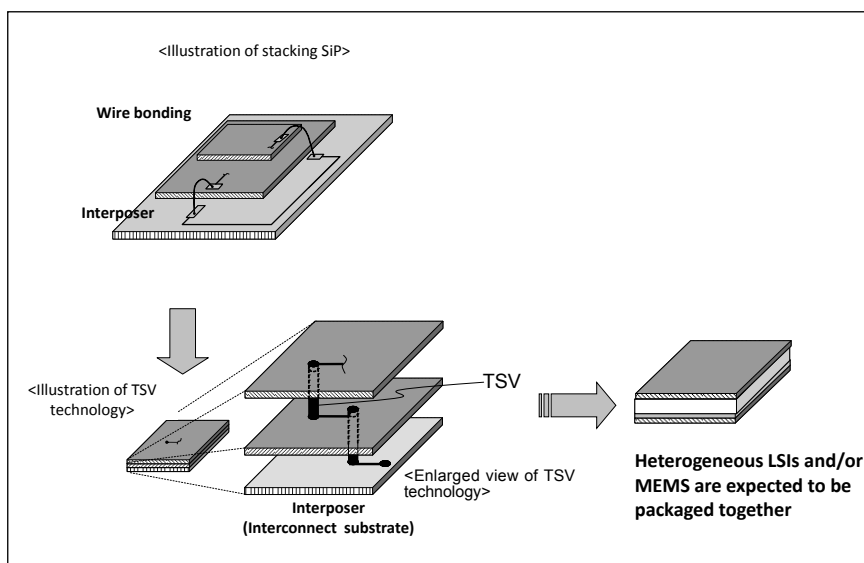 <Illustration of stacking SiP>
Wire bonding
Interposer
<Illustration of TSV
technology>
TSV
<Enlarged view of TSV
technology>
Interposer
(Interconnect substrate)
Heterogeneous LSIs and/or
MEMS are expected to be
packaged together